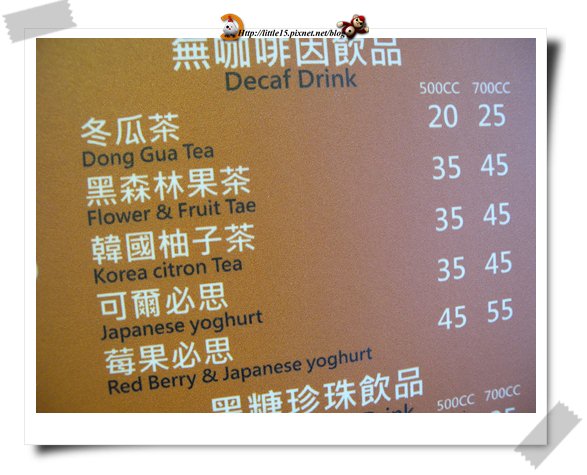 Http://little15.pixnet.net/blog
無咖啡因飲品
Decaf Drink
500CC 700CC
冬瓜茶 20 25
Dong Gua Tea
黑森林果茶 35 45
Flower & Fruit Tae
韓國柚子茶 35 45
Korea citron Tea
可爾必思 35 45
Japanese yoghurt
莓果必思 45 55
Red Berry & Japanese yoghurt
黑糖珍珠飲品
500CC 700CC
Drink